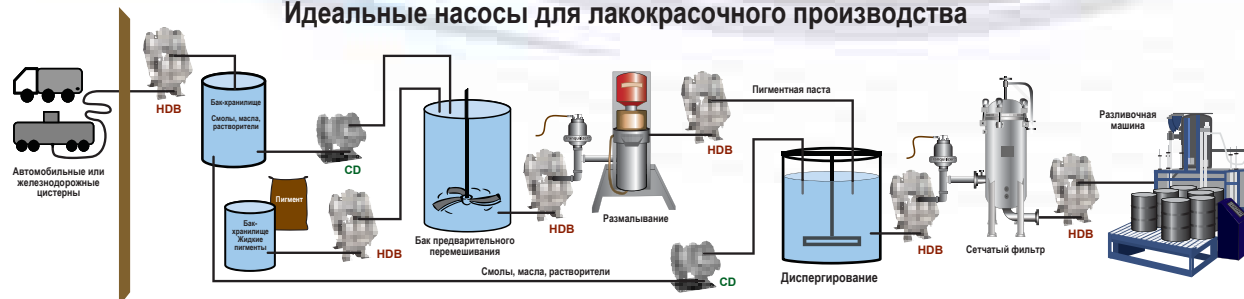 Идеальные насосы для лакокрасочного производства
HDB
Автомобильные или
железнодорожные
цистерны
Бак-хранилище
Смолы, масла,
растворители
CD
Пигмент
Бак-
хранилище
Жидкие
пигменты
HDB
Бак предварительного
перемешивания
HDB
Размалывание
HDB
Пигментная паста
Смолы, масла, растворители
CD
Диспергирование
HDB
Сетчатый фильтр
HDB
Разливочная
машина